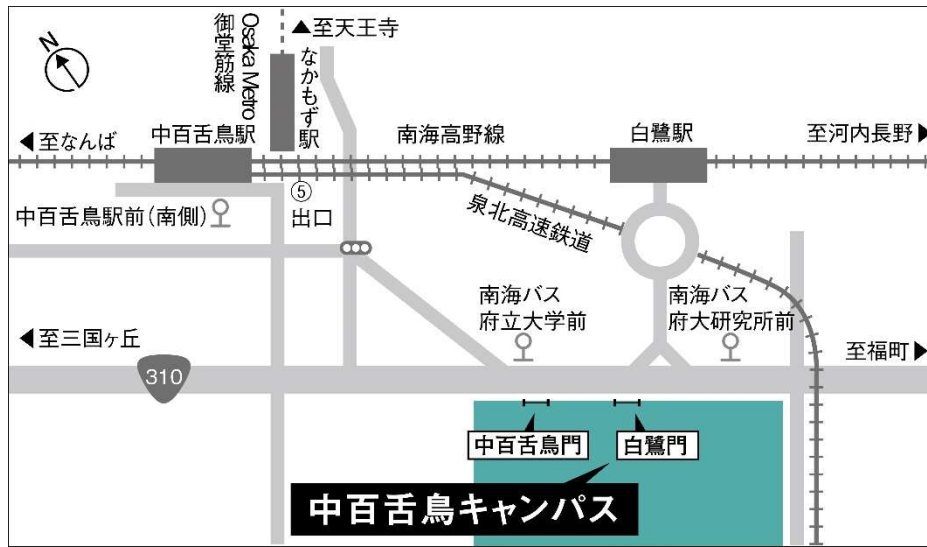 N
Osaka Metro
御堂筋線
▲至天王寺
なかもず駅
◀至なんば
中百舌鳥駅
南海高野線
白鷺駅
至河内長野▶
中百舌鳥駅前(南側)
⑤
出口
泉北高速鉄道
南海バス
府立大学前
南海バス
府大研究所前
◀至三国ヶ丘
310
至福町▶
中百舌鳥門
白鷺門
中百舌鳥キャンパス